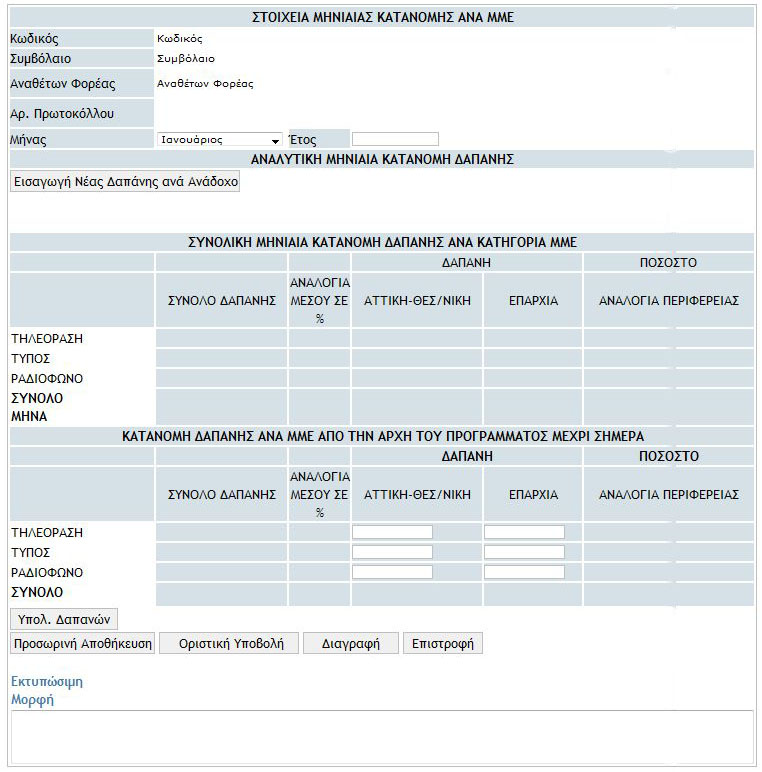 ΣΤΟΙΧΕΙΑ ΜΗΝΙΑΙΑΣ ΚΑΤΑΝΟΜΗΣ ΑΝΑ ΜΜΕ
Κωδικός Κωδικός
Συμβόλαιο Συμβόλαιο
Αναθέτων Φορέας Αναθέτων Φορέας
Αρ. Πρωτοκόλλου
Μήνας Ιανουάριος Έτος
ΑΝΑΛΥΤΙΚΗ ΜΗΝΙΑΙΑ ΚΑΤΑΝΟΜΗ ΔΑΠΑΝΗΣ
Εισαγωγή Νέας Δαπάνης ανά Ανάδοχο
ΣΥΝΟΛΙΚΗ ΜΗΝΙΑΙΑ ΚΑΤΑΝΟΜΗ ΔΑΠΑΝΗΣ ΑΝΑ ΚΑΤΗΓΟΡΙΑ ΜΜΕ
ΔΑΠΑΝΗ ΠΟΣΟΣΤΟ
ΣΥΝΟΛΟ ΔΑΠΑΝΗΣ ΑΝΑΛΟΓΙΑ ΜΕΣΟΥ ΣΕ % ΑΤΤΙΚΗ-ΘΕΣ/ΝΙΚΗ ΕΠΑΡΧΙΑ ΑΝΑΛΟΓΙΑ ΠΕΡΙΦΕΡΕΙΑΣ
ΤΗΛΕΟΡΑΣΗ
ΤΥΠΟΣ
ΡΑΔΙΟΦΩΝΟ
ΣΥΝΟΛΟ
ΜΗΝΑ
ΚΑΤΑΝΟΜΗ ΔΑΠΑΝΗΣ ΑΝΑ ΜΜΕ ΑΠΟ ΤΗΝ ΑΡΧΗ ΤΟΥ ΠΡΟΓΡΑΜΜΑΤΟΣ ΜΕΧΡΙ ΣΗΜΕΡΑ
ΔΑΠΑΝΗ ΠΟΣΟΣΤΟ
ΣΥΝΟΛΟ ΔΑΠΑΝΗΣ ΑΝΑΛΟΓΙΑ ΜΕΣΟΥ ΣΕ % ΑΤΤΙΚΗ-ΘΕΣ/ΝΙΚΗ ΕΠΑΡΧΙΑ ΑΝΑΛΟΓΙΑ ΠΕΡΙΦΕΡΕΙΑΣ
ΤΗΛΕΟΡΑΣΗ
ΤΥΠΟΣ
ΡΑΔΙΟΦΩΝΟ
ΣΥΝΟΛΟ
Υπολ. Δαπανών
Προσωρινή Αποθήκευση Οριστική Υποβολή Διαγραφή Επιστροφή
Εκτυπώσιμη
Μορφή